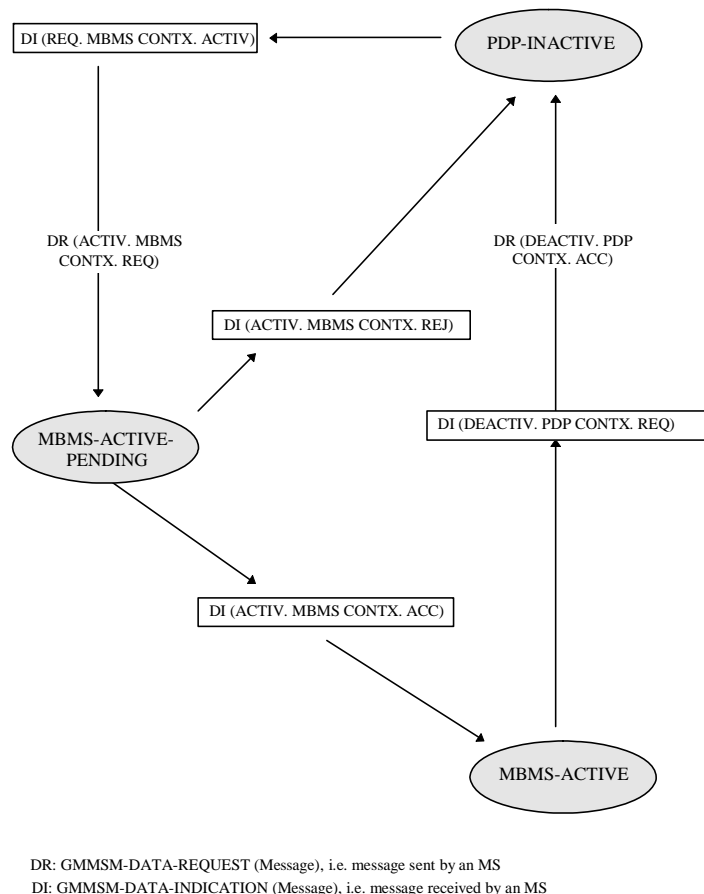 DI (REQ. MBMS CONTX. ACTIV)
PDP-INACTIVE
DR (ACTIV. MBMS
CONTX. REQ)
DR (DEACTIV. PDP
CONTX. ACC)
DI (ACTIV. MBMS CONTX. REJ)
MBMS-ACTIVE-
PENDING
DI (DEACTIV. PDP CONTX. REQ)
DI (ACTIV. MBMS CONTX. ACC)
MBMS-ACTIVE
DR: GMMSM-DATA-REQUEST (Message), i.e. message sent by an MS
DI: GMMSM-DATA-INDICATION (Message), i.e. message received by an MS